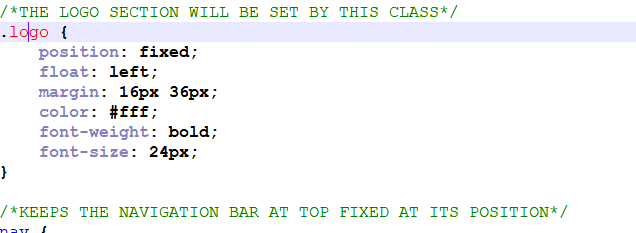 /*THE LOGO SECTION WILL BE SET BY THIS CLASS*/
.logo {
    position: fixed;
    float: left;
    margin: 16px 36px;
    color: #fff;
    font-weight: bold;
    font-size: 24px;
}
/*KEEPS THE NAVIGATION BAR AT TOP FIXED AT ITS POSITION*/
nav {